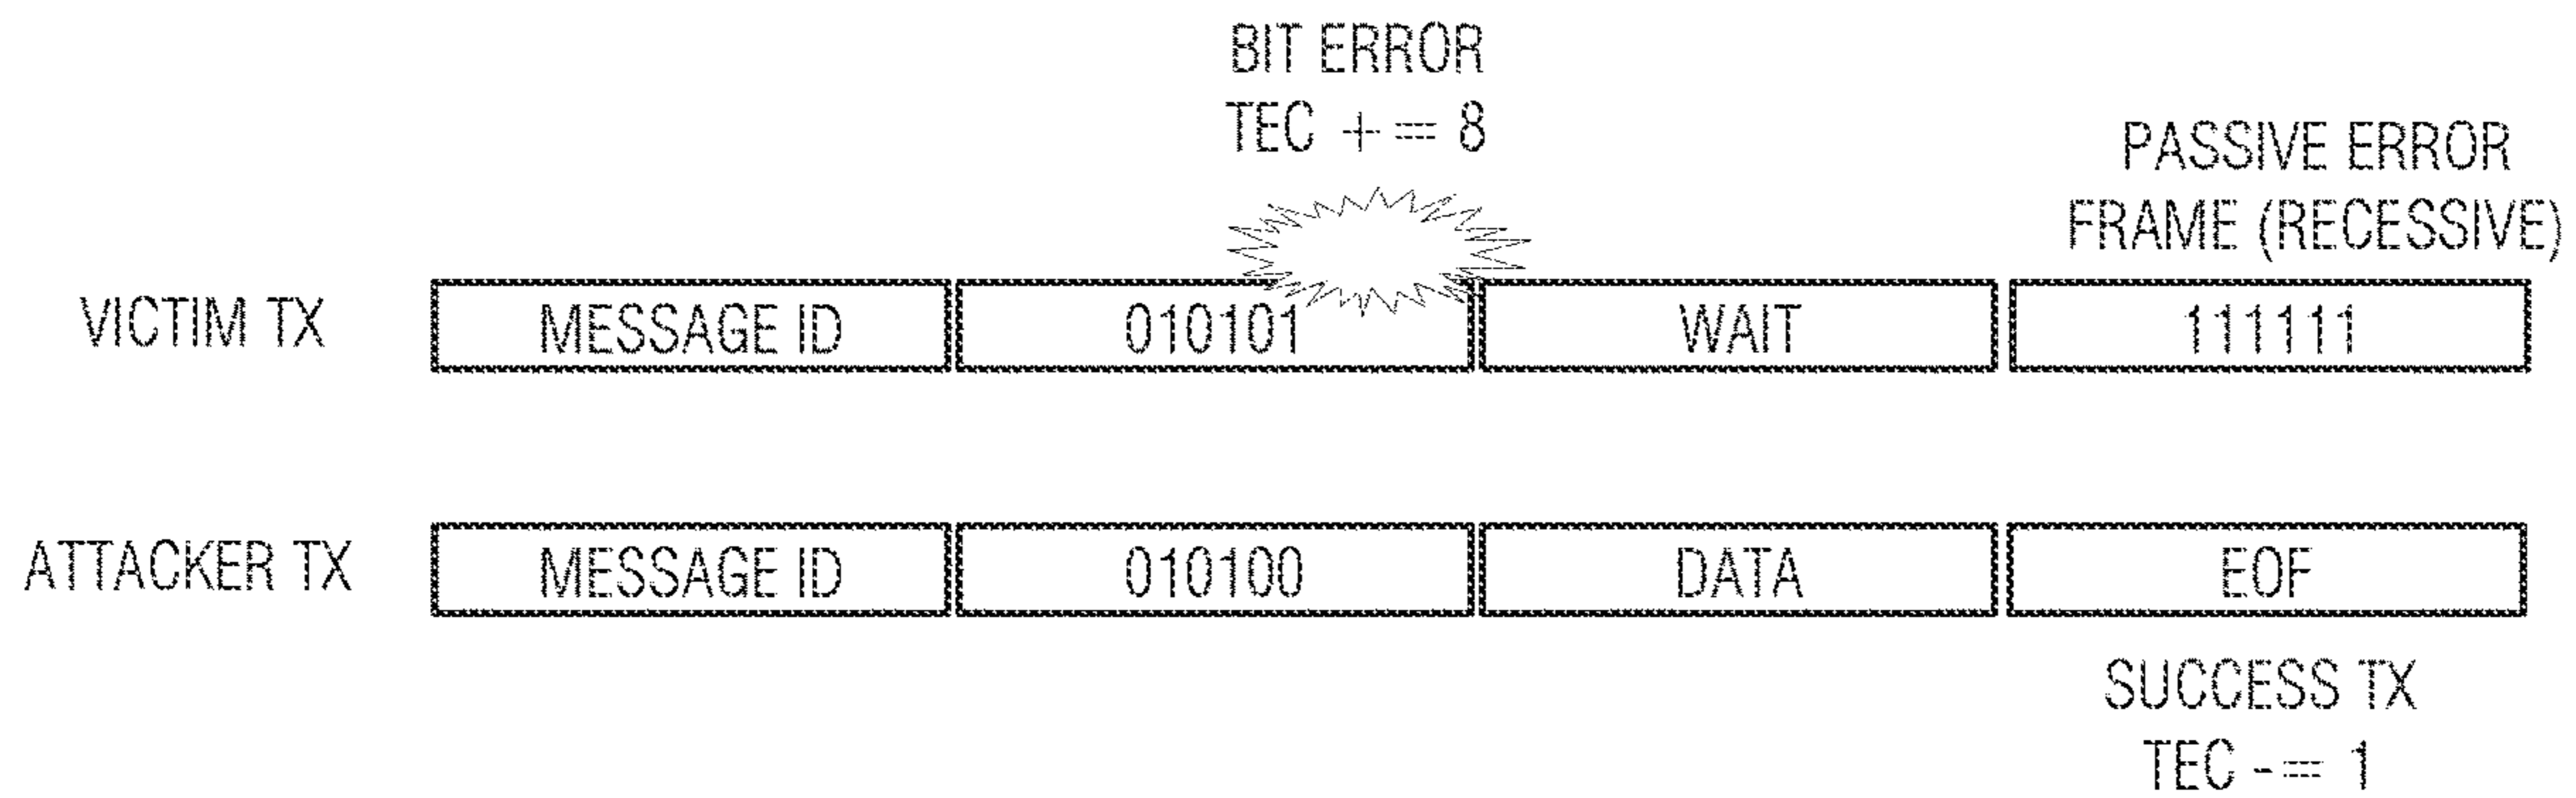 BIT ERROR
TEC += 8
PASSIVE ERROR
FRAME (RECESSIVE)
VICTIM TX
MESSAGE ID
010101
WAIT
111111
ATTACKER TX
MESSAGE ID
010100
DATA
EOF
SUCCESS TX
TEC -= 1